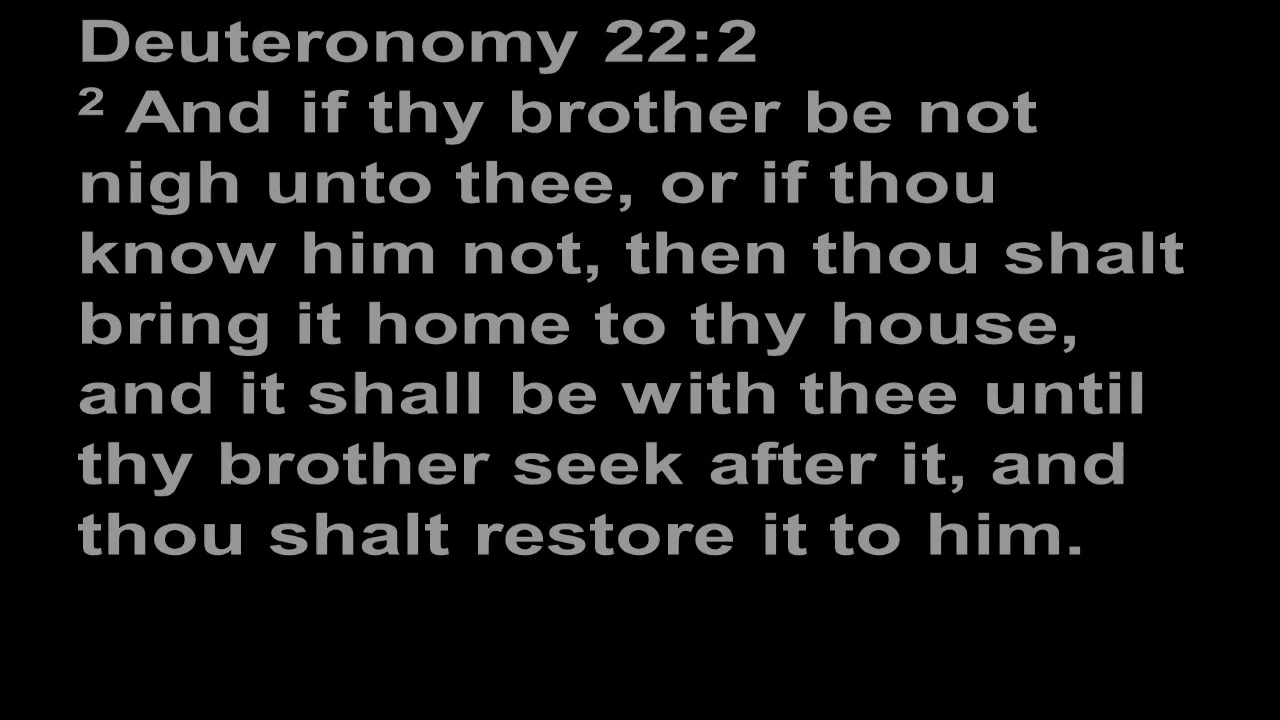 Deuteronomy 22:2
² And if thy brother be not
nigh unto thee, or if thou
know him not, then thou shalt
bring it home to thy house,
and it shall be with thee until
thy brother seek after it, and
thou shalt restore it to him.